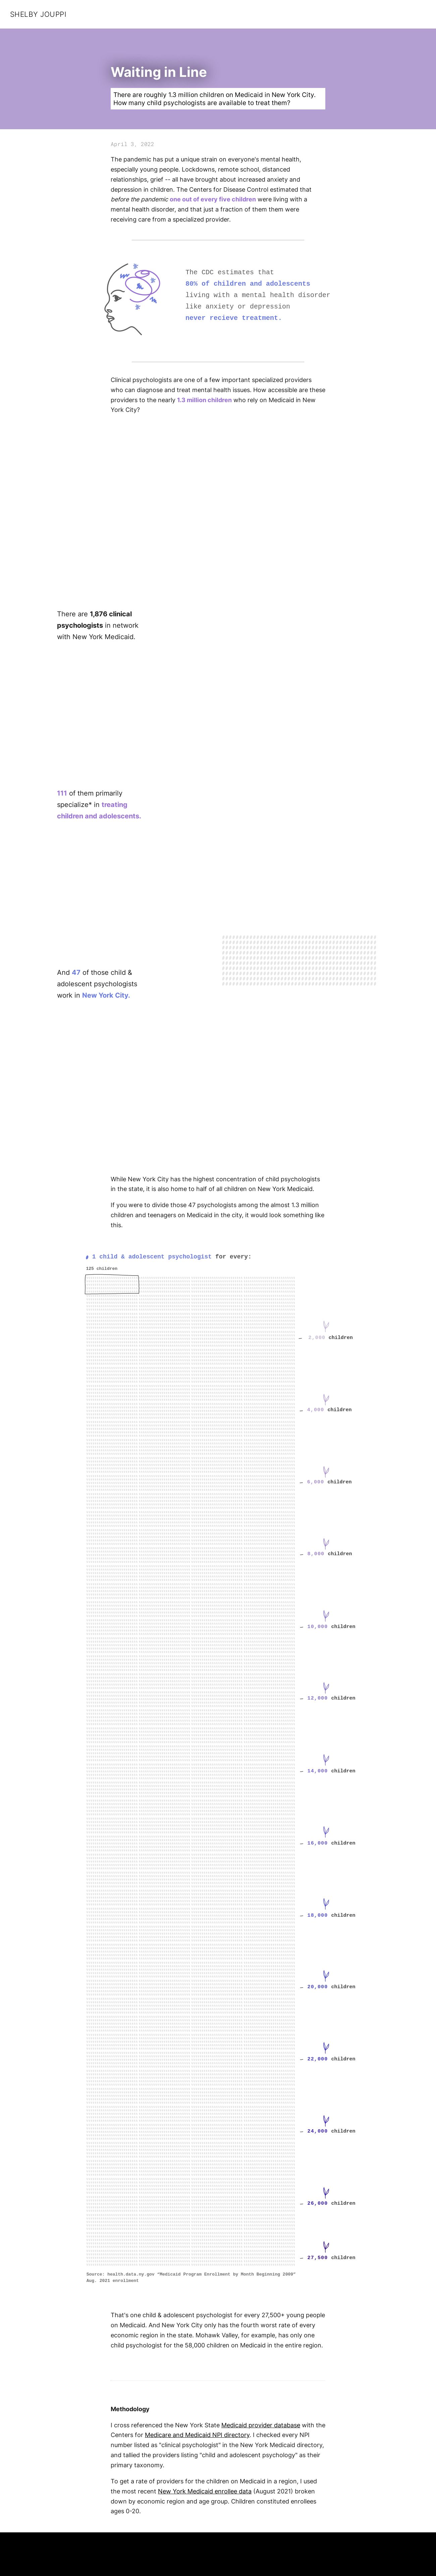 SHELBY JOUPPI
Waiting in Line
There are roughly 1.3 million children on Medicaid in New York City.
How many child psychologists are available to treat them?
April 3, 2022
The pandemic has put a unique strain on everyone's mental health,
especially young people. Lockdowns, remote school, distanced
relationships, grief -- all have brought about increased anxiety and
depression in children. The Centers for Disease Control estimated that
before the pandemic one out of every five children were living with a
mental health disorder, and that just a fraction of them them were
receiving care from a specialized provider.
The CDC estimates that
80% of children and adolescents
living with a mental health disorder
like anxiety or depression
never recieve treatment.
Clinical psychologists are one of a few important specialized providers
who can diagnose and treat mental health issues. How accessible are these
providers to the nearly 1.3 million children who rely on Medicaid in New
York City?
There are 1,876 clinical
psychologists in network
with New York Medicaid.
111 of them primarily
specialize* in treating
children and adolescents.
And 47 of those child &
adolescent psychologists
work in New York City.
While New York City has the highest concentration of child psychologists
in the state, it is also home to half of all children on New York Medicaid.
If you were to divide those 47 psychologists among the almost 1.3 million
children and teenagers on Medicaid in the city, it would look something like
this.
1 child & adolescent psychologist for every:
125 children
← 2,000 children
← 4,000 children
← 6,000 children
← 8,000 children
← 10,000 children
← 12,000 children
← 14,000 children
← 16,000 children
← 18,000 children
← 20,000 children
← 22,000 children
← 24,000 children
← 26,000 children
← 27,500 children
Source: health.data.ny.gov "Medicaid Program Enrollment by Month Beginning 2009"
Aug. 2021 enrollment
That's one child & adolescent psychologist for every 27,500+ young people
on Medicaid. And New York City only has the fourth worst rate of every
economic region in the state. Mohawk Valley, for example, has only one
child psychologist for the 58,000 children on Medicaid in the entire region.
Methodology
I cross referenced the New York State Medicaid provider database with the
Centers for Medicare and Medicaid NPI directory. I checked every NPI
number listed as "clinical psychologist" in the New York Medicaid directory,
and tallied the providers listing "child and adolescent psychology" as their
primary taxonomy.
To get a rate of providers for the children on Medicaid in a region, I used
the most recent New York Medicaid enrollee data (August 2021) broken
down by economic region and age group. Children constituted enrollees
ages 0-20.